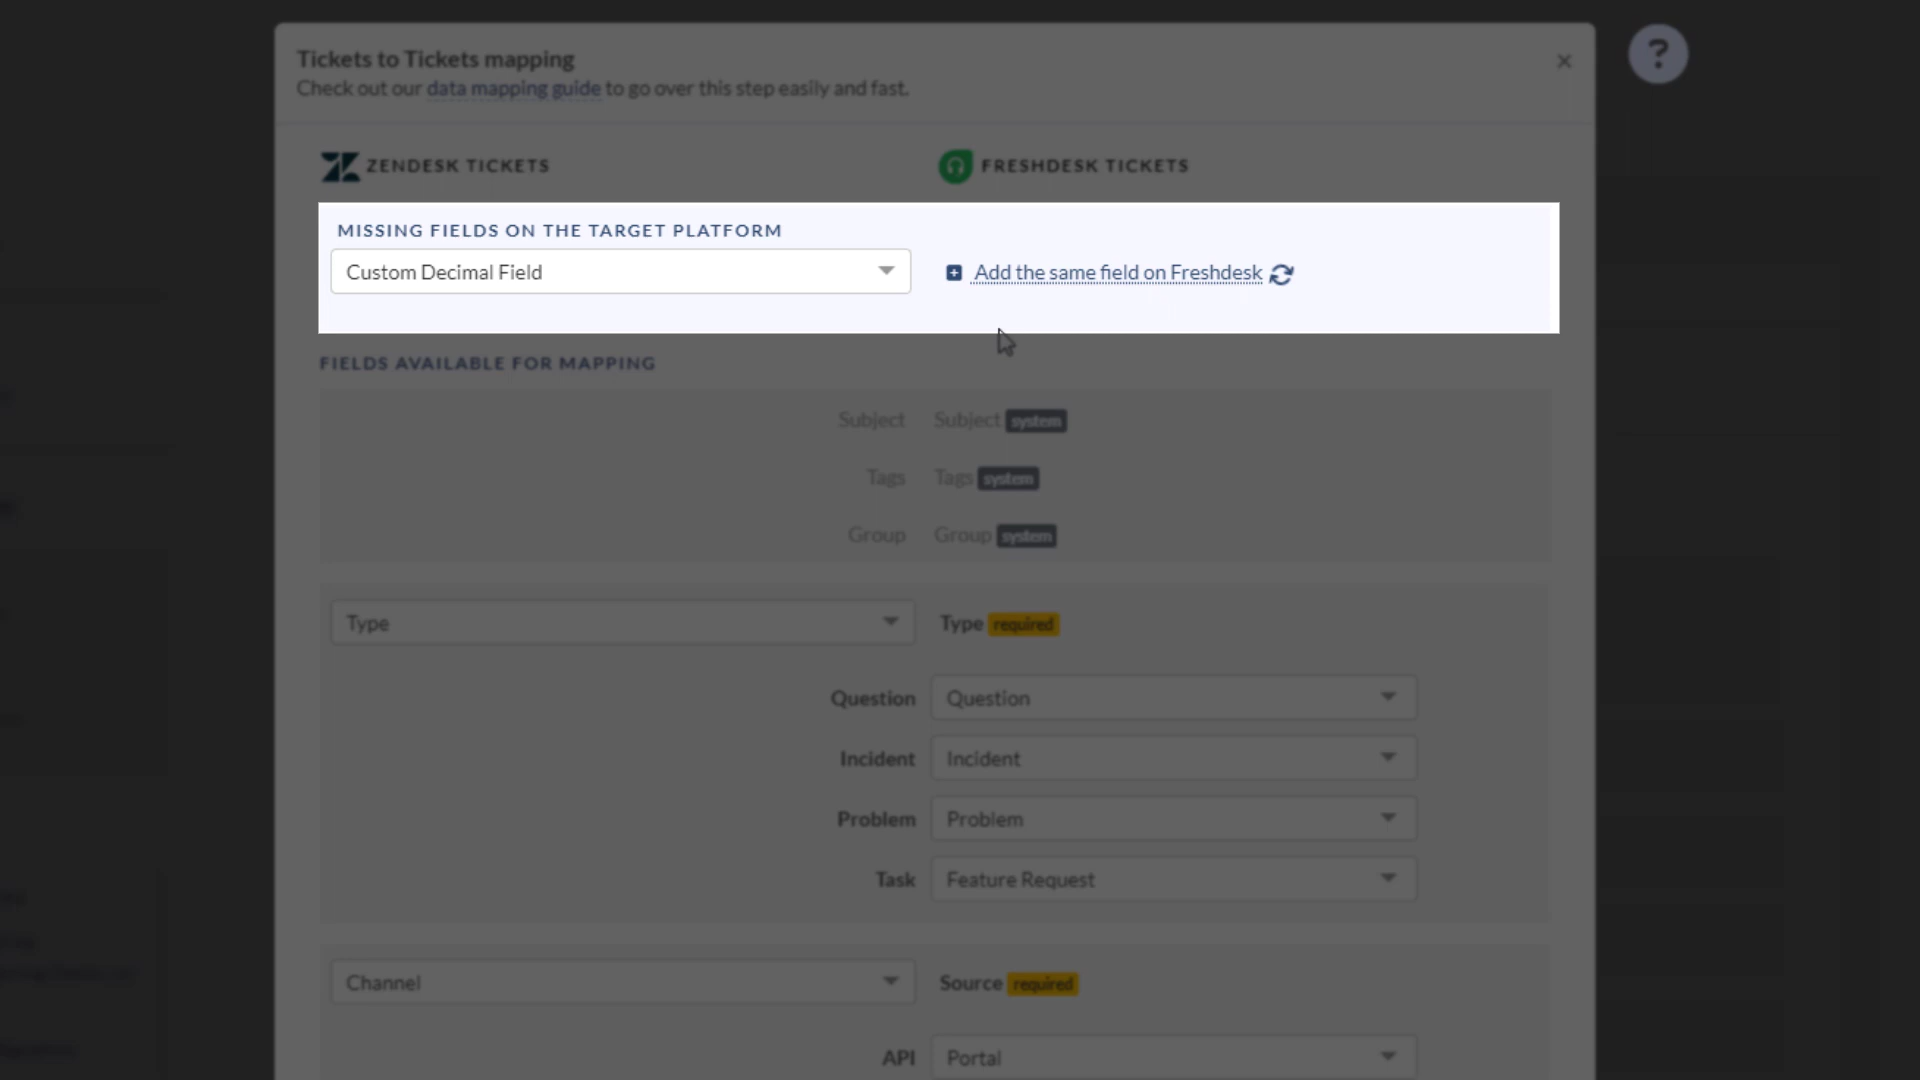 Tickets to Tickets mapping
?
Check out our data mapping guide to go over this step easily and fast.
ZENDESK TICKETS FRESHDESK TICKETS
MISSING FIELDS ON THE TARGET PLATFORM
Custom Decimal Field Add the same field on Freshdesk
FIELDS AVAILABLE FOR MAPPING
Subject Subject system
Tags Tags system
Group Group system
Type Type required
Question Question
Incident Incident
Problem Problem
Task Feature Request
Channel Source required
API Portal